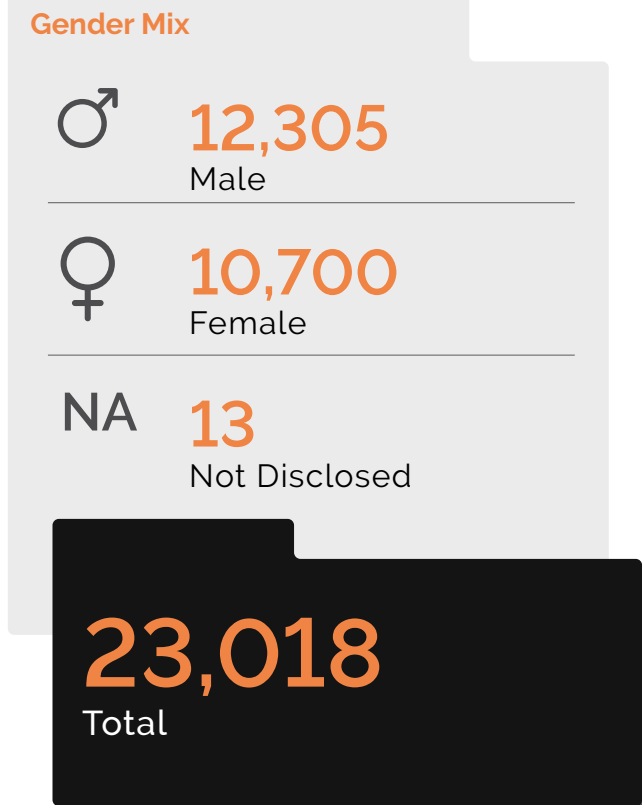 Gender Mix
12,305
Male
10,700
Female
NA
13
Not Disclosed
23,018
Total